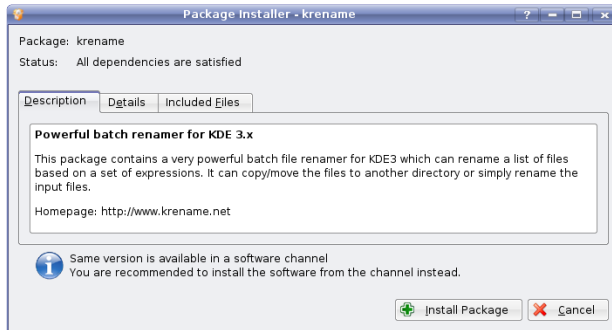 Package Installer - krename
Package: krename
Status: All dependencies are satisfied
Description Details Included Files
Powerful batch renamer for KDE 3.x
This package contains a very powerful batch file renamer for KDE3 which can rename a list of files
based on a set of expressions. It can copy/move the files to another directory or simply rename the
input files.
Homepage: http://www.krename.net
Same version is available in a software channel
You are recommended to install the software from the channel instead.
Install Package Cancel